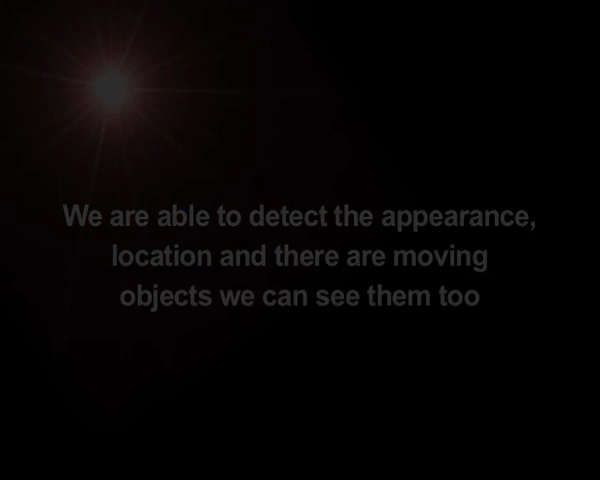 We are able to detect the appearance,
location and there are moving
objects we can see them too